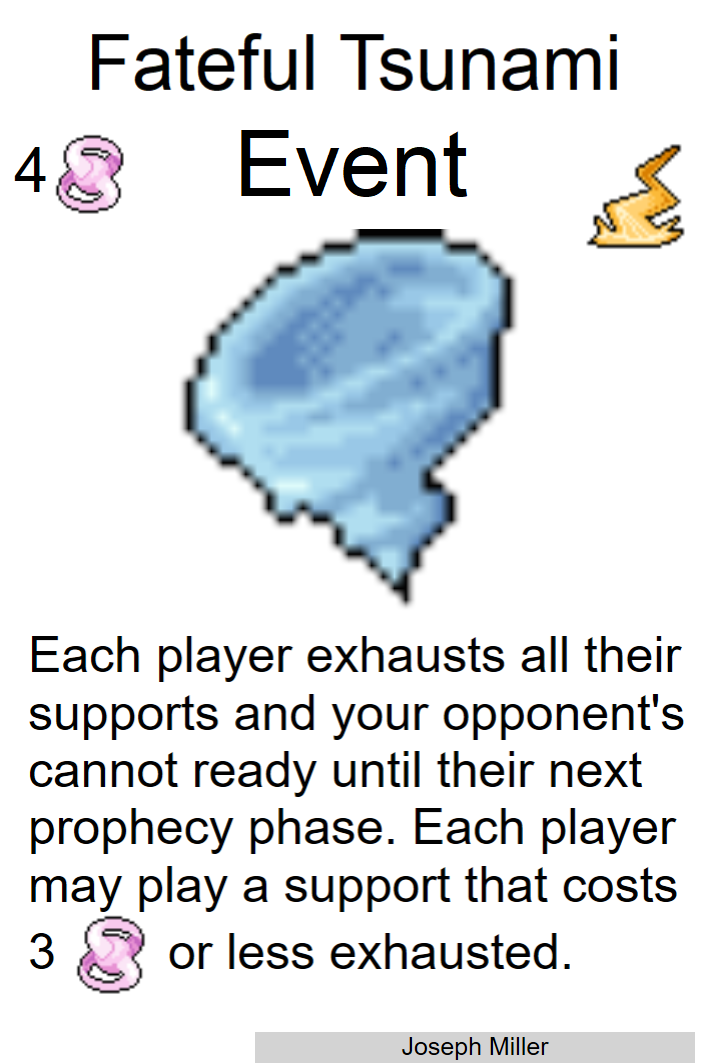 Fateful Tsunami
4 Event
Each player exhausts all their
supports and your opponent's
cannot ready until their next
prophecy phase. Each player
may play a support that costs
3 or less exhausted.
Joseph Miller